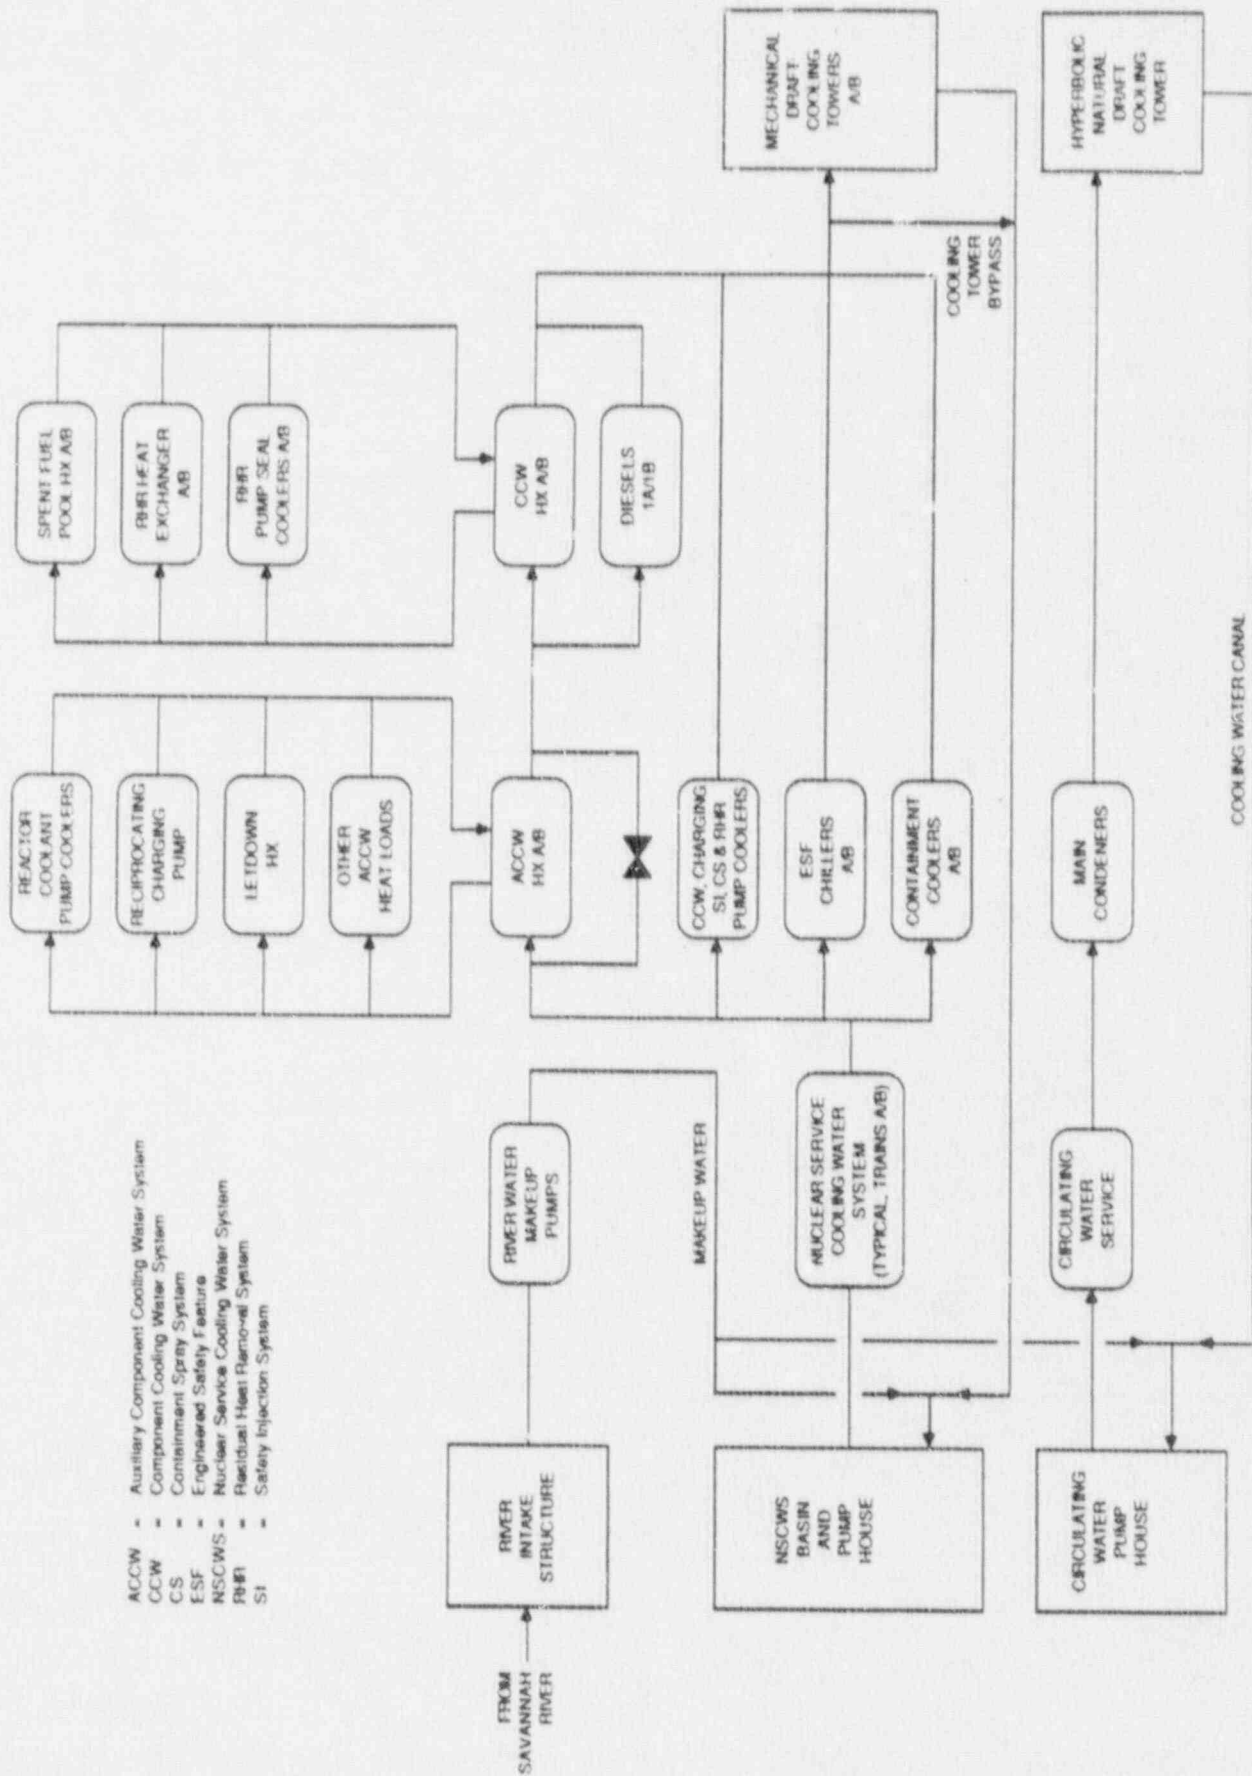 ACCW = Auxiliary Component Cooling Water System
CCW = Component Cooling Water System
CS = Containment Spray System
ESF = Engineered Safety Feature
NSCWS = Nuclear Service Cooling Water System
RHR = Residual Heat Removal System
SI = Safety Injection System
FROM
SAVANNAH
RIVER
RIVER
INTAKE
STRUCTURE
RIVER WATER
MAKEUP
PUMPS
MAKEUP WATER
NSCWS
BASIN
AND
PUMP
HOUSE
NUCLEAR SERVICE
COOLING WATER
SYSTEM
(TYPICAL, TRAINS A/B)
CIRCULATING
WATER
PUMP
HOUSE
CIRCULATING
WATER
SERVICE
REACTOR
COOLANT
PUMP COOLERS
RECIPROCATING
CHARGING
PUMP
LETDOWN
HX
OTHER
ACCW
HEAT LOADS
ACCW
HX A/B
CCW, CHARGING
SI, CS & RHR
PUMP COOLERS
ESF
CHILLERS
A/B
CONTAINMENT
COOLERS
A/B
MAIN
CONDENERS
SPENT FUEL
POOL HX A/B
RHR HEAT
EXCHANGER
A/B
RHR
PUMP SEAL
COOLERS A/B
CCW
HX A/B
DIESELS
1A/1B
MECHANICAL
DRAFT
COOLING
TOWERS
A/B
COOLING
TOWER
BYPASS
HYPERBOLIC
NATURAL
DRAFT
COOLING
TOWER
COOLING WATER CANAL